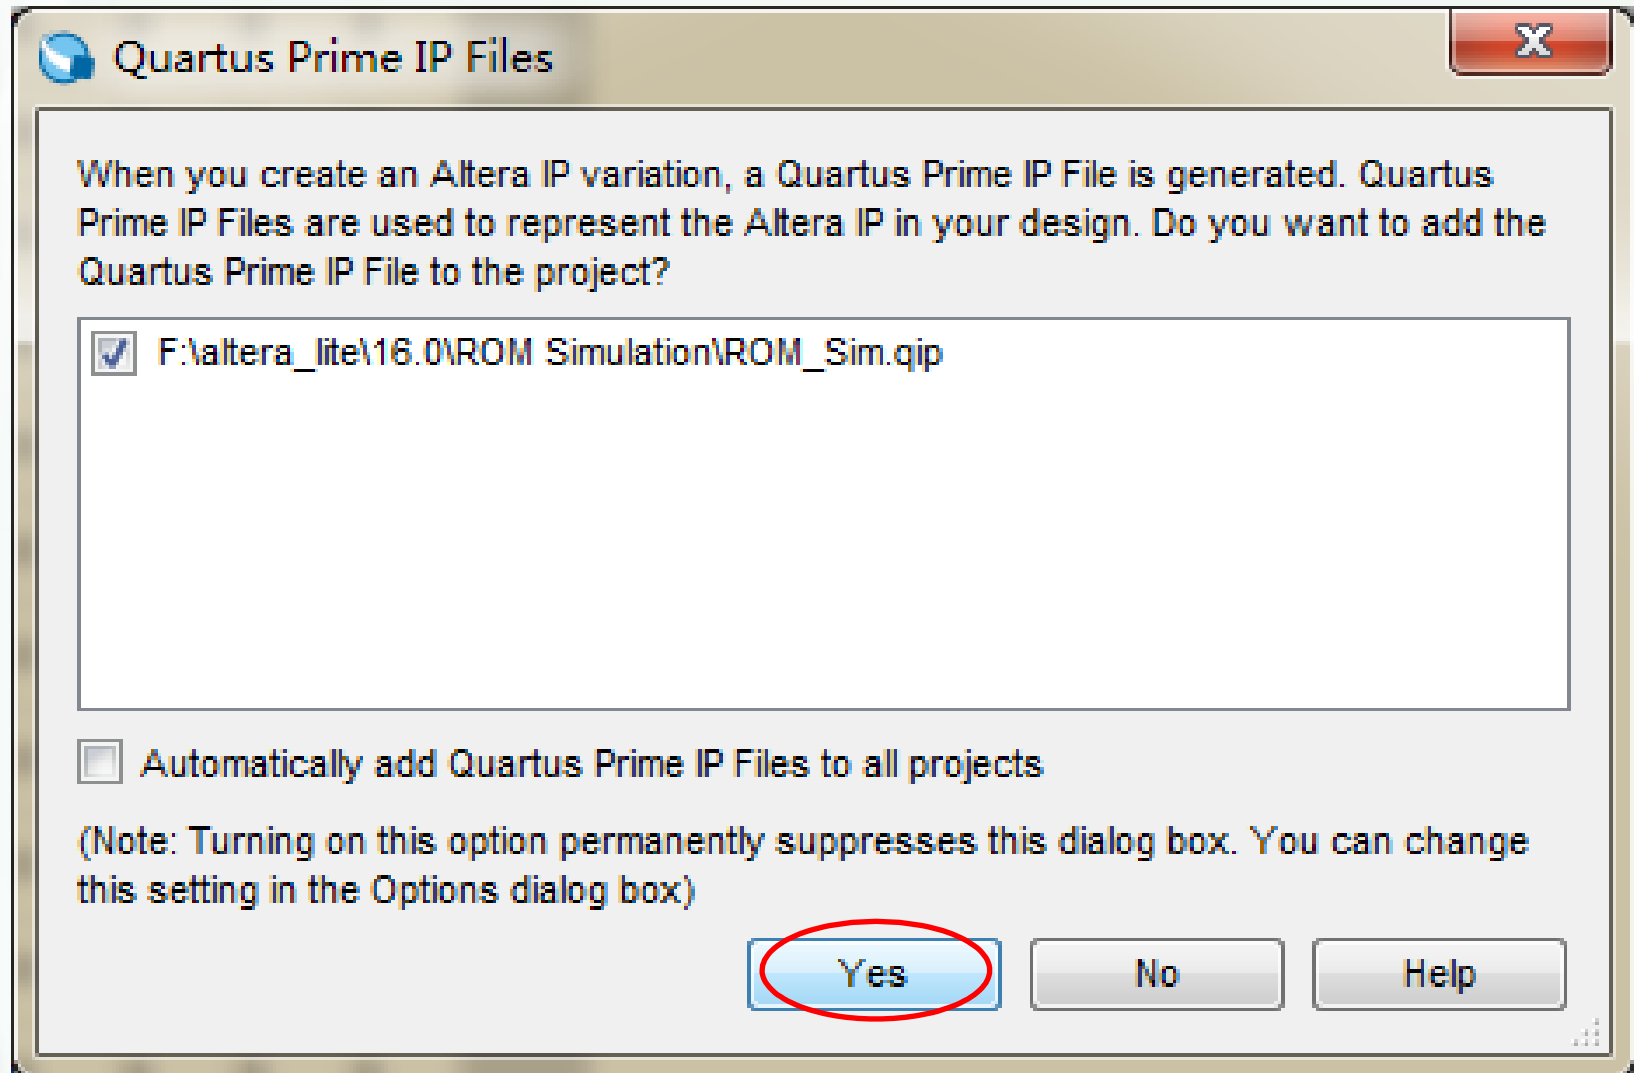 Quartus Prime IP Files
When you create an Altera IP variation, a Quartus Prime IP File is generated. Quartus
Prime IP Files are used to represent the Altera IP in your design. Do you want to add the
Quartus Prime IP File to the project?
F:\altera_lite\16.0\ROM Simulation\ROM_Sim.qip
Automatically add Quartus Prime IP Files to all projects
(Note: Turning on this option permanently suppresses this dialog box. You can change
this setting in the Options dialog box)
Yes No Help